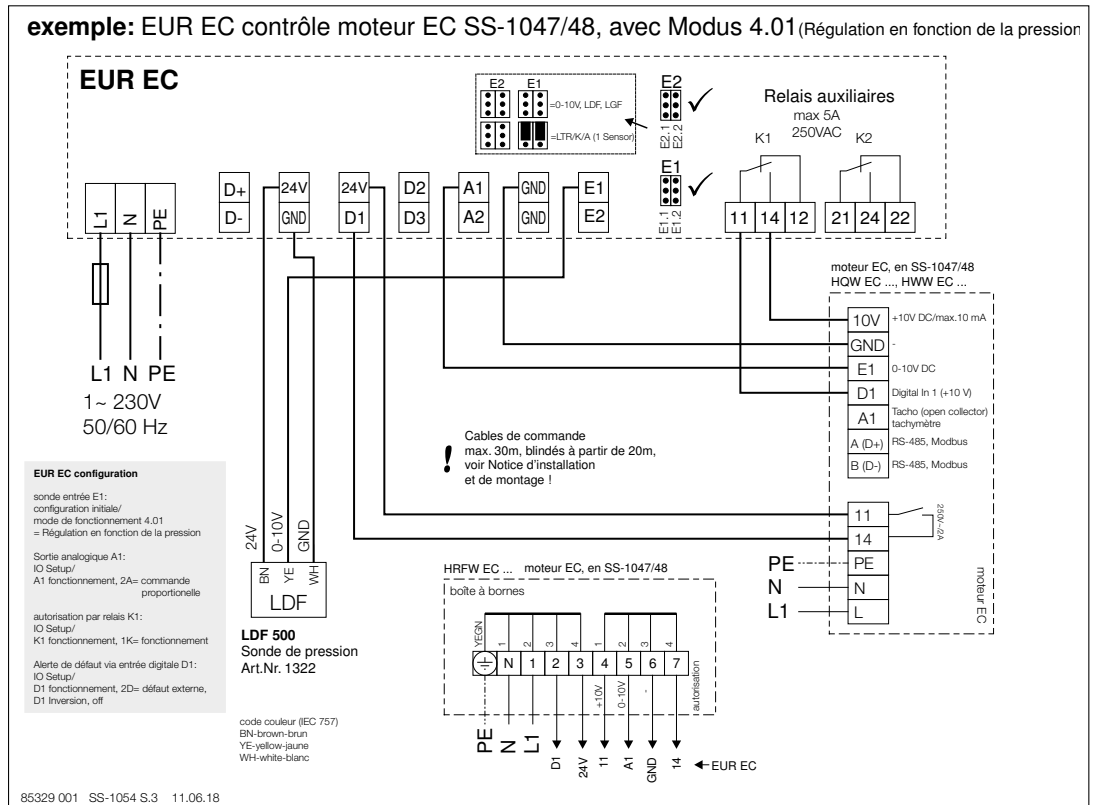 exemple: EUR EC contrôle moteur EC SS-1047/48, avec Modus 4.01(Régulation en fonction de la pression
EUR EC
E2 E1
=0-10V, LDF, LGF
=LTR/K/A (1 Sensor)
E2
E2.1
E2.2
E1
E1.1
E1.2
Relais auxiliaires
max 5A
250VAC
K1 K2
L1 N PE
D+ 24V 24V D2 A1 GND E1
D- GND D1 D3 A2 GND E2
11 14 12 21 24 22
L1 N PE
1~ 230V
50/60 Hz
moteur EC, en SS-1047/48
HQW EC ..., HWW EC ...
10V +10V DC/max.10 mA
GND -
E1 0-10V DC
D1 Digital In 1 (+10 V)
A1 Tacho (open collector)
tachymètre
A (D+) RS-485, Modbus
B (D-) RS-485, Modbus
11
14
250V~/2A
PE PE
N N
L1 L
moteur EC
! Cables de commande
max. 30m, blindés à partir de 20m,
voir Notice d'installation
et de montage !
EUR EC configuration
sonde entrée E1:
configuration initiale/
mode de fonctionnement 4.01
= Régulation en fonction de la pression
Sortie analogique A1:
IO Setup/
A1 fonctionnement, 2A= commande
proportionelle
autorisation par relais K1:
IO Setup/
K1 fonctionnement, 1K= fonctionnement
Alerte de défaut via entrée digitale D1:
IO Setup/
D1 fonctionnement, 2D= défaut externe,
D1 Inversion, off
24V 0-10V GND
BN YE WH
LDF
LDF 500
Sonde de pression
Art.Nr. 1322
code couleur (IEC 757)
BN-brown-brun
YE-yellow-jaune
WH-white-blanc
HRFW EC ... moteur EC, en SS-1047/48
boîte à bornes
YEGN 1 2 3 4 1 2 3 4
N 1 2 3 4 5 6 7
+10V 0-10V - autorisation
PE N L1 D1 24V 11 A1 GND 14 EUR EC
85329 001 SS-1054 S.3 11.06.18